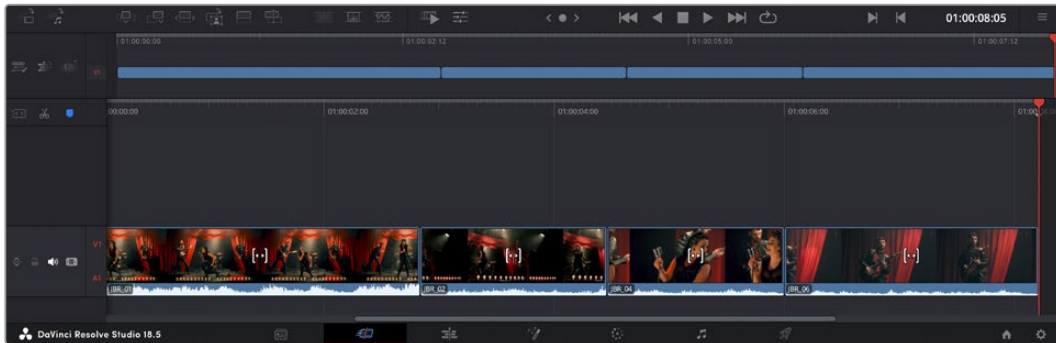 01:00:08:05
01:00:00:00 01:00:02:12 01:00:05:00 01:00:07:12
V1
00:00:00 01:00:02:00 01:00:04:00 01:00:06:00
V1
A1
JBR_01 JBR_02 JBR_04 JBR_06
DaVinci Resolve Studio 18.5